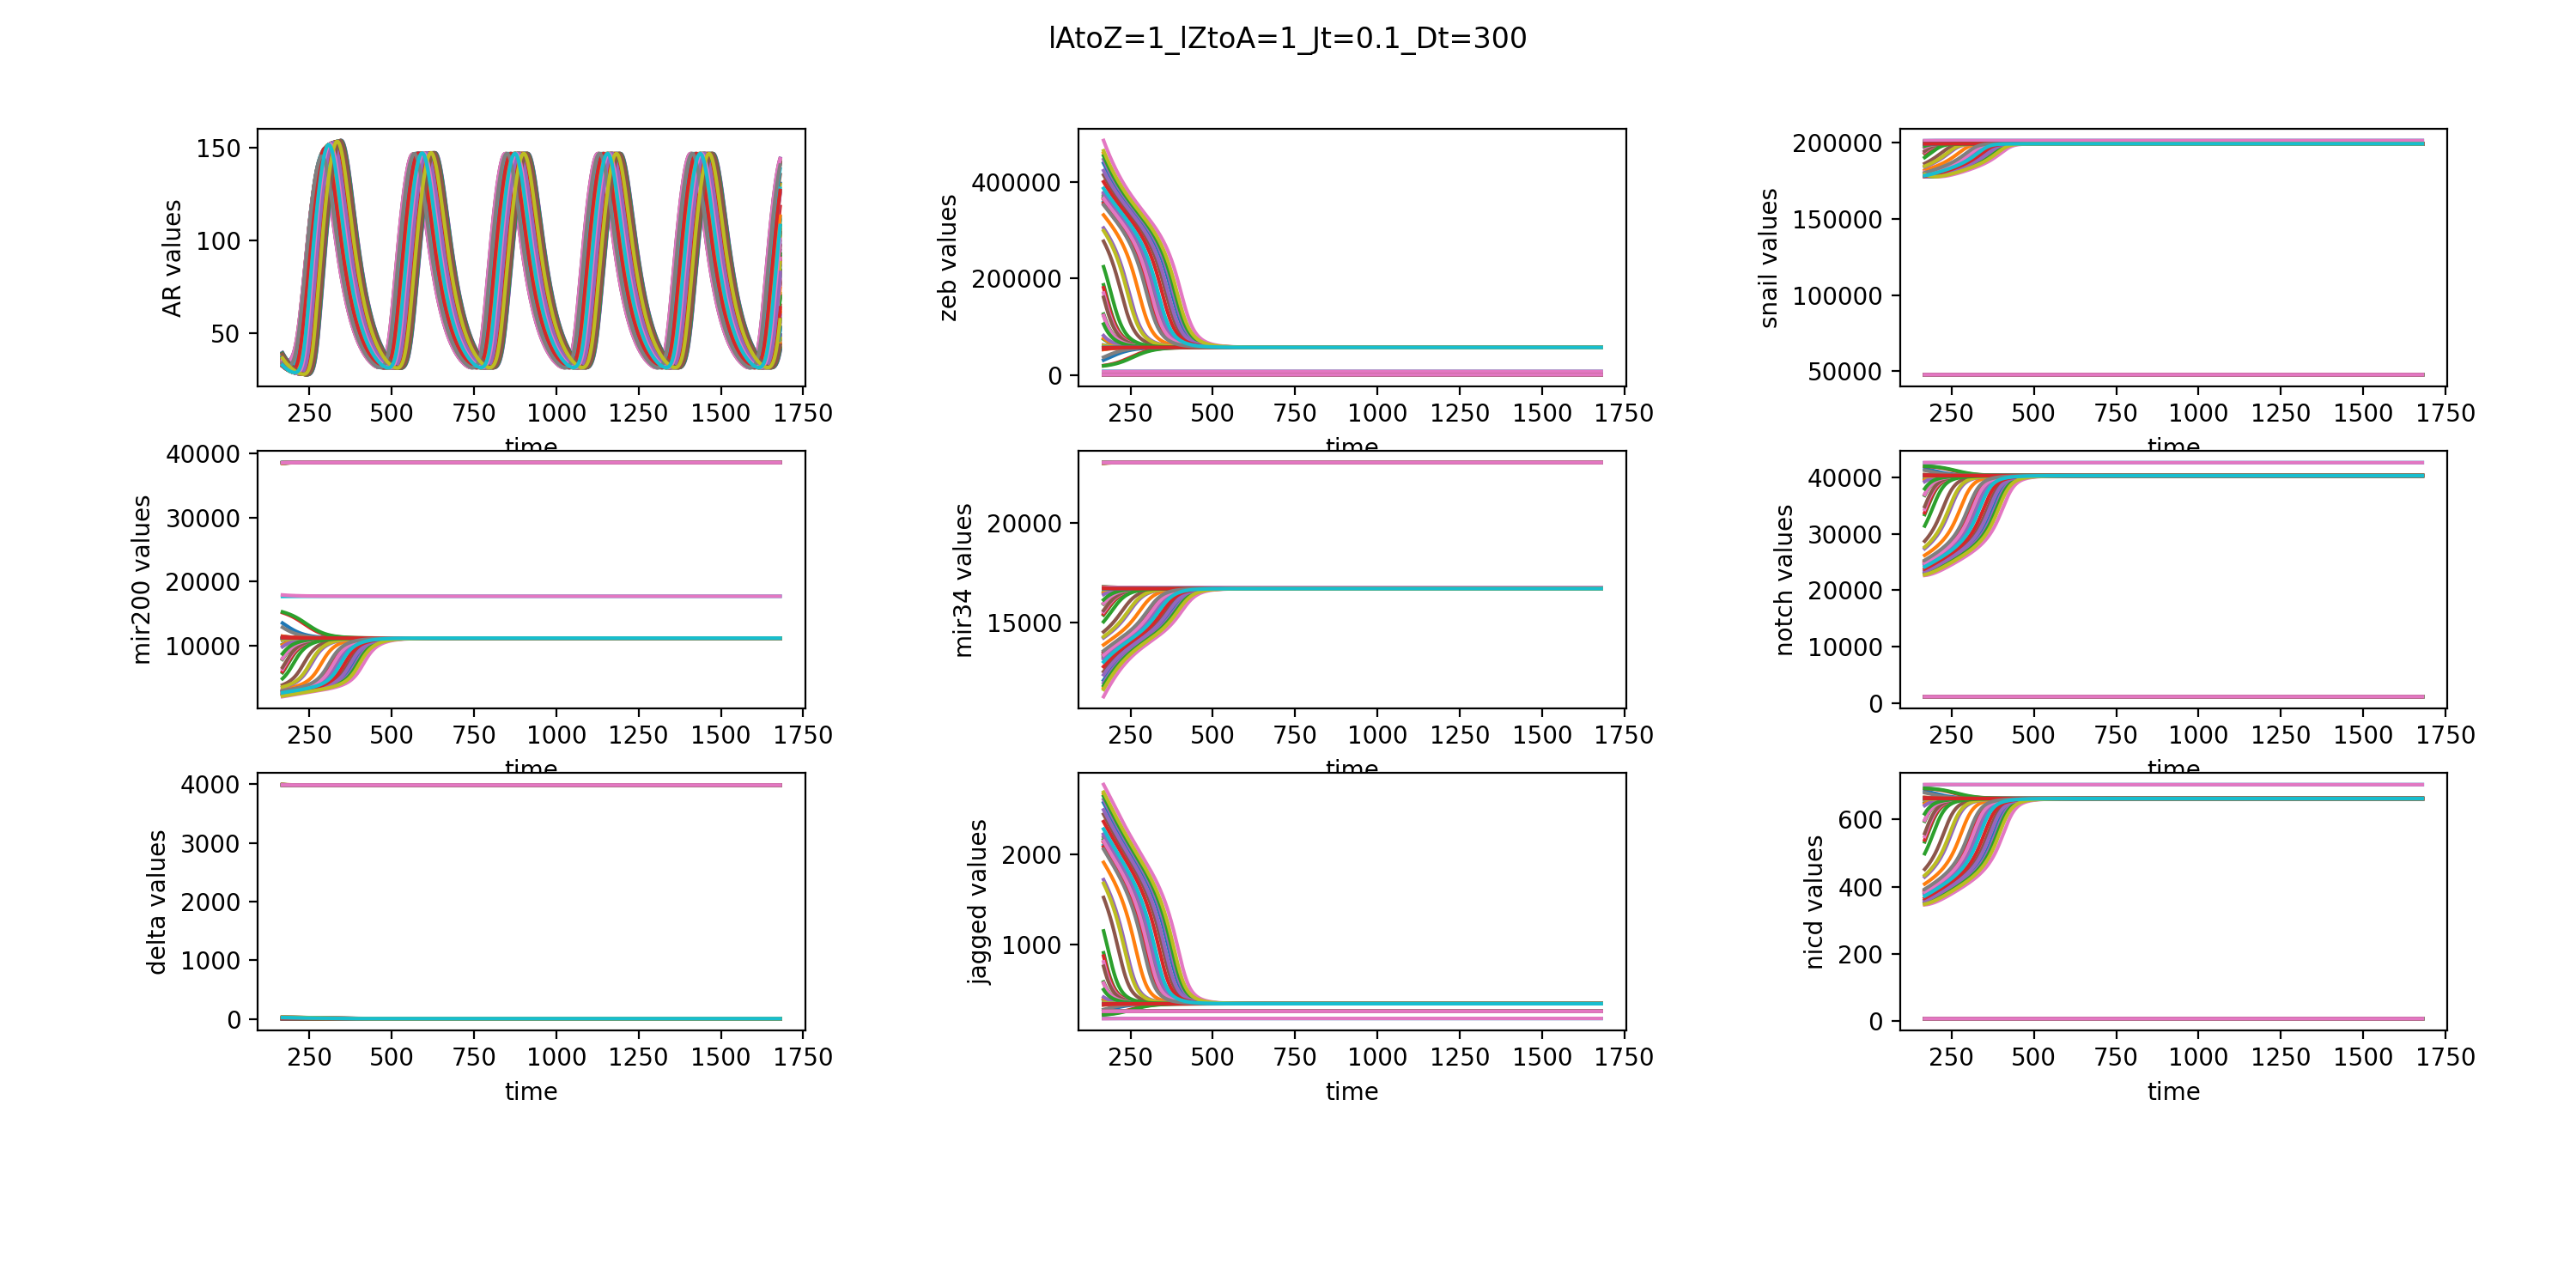 lAtoZ=1_lZtoA=1_Jt=0.1_Dt=300
AR values
150
100
50
250 500 750 1000 1250 1500 1750
time
zeb values
400000
200000
0
250 500 750 1000 1250 1500 1750
time
snail values
200000
150000
100000
50000
250 500 750 1000 1250 1500 1750
time
mir200 values
40000
30000
20000
10000
250 500 750 1000 1250 1500 1750
time
mir34 values
20000
15000
250 500 750 1000 1250 1500 1750
time
notch values
40000
30000
20000
10000
0
250 500 750 1000 1250 1500 1750
time
delta values
4000
3000
2000
1000
0
250 500 750 1000 1250 1500 1750
time
jagged values
2000
1000
250 500 750 1000 1250 1500 1750
time
nicd values
600
400
200
0
250 500 750 1000 1250 1500 1750
time